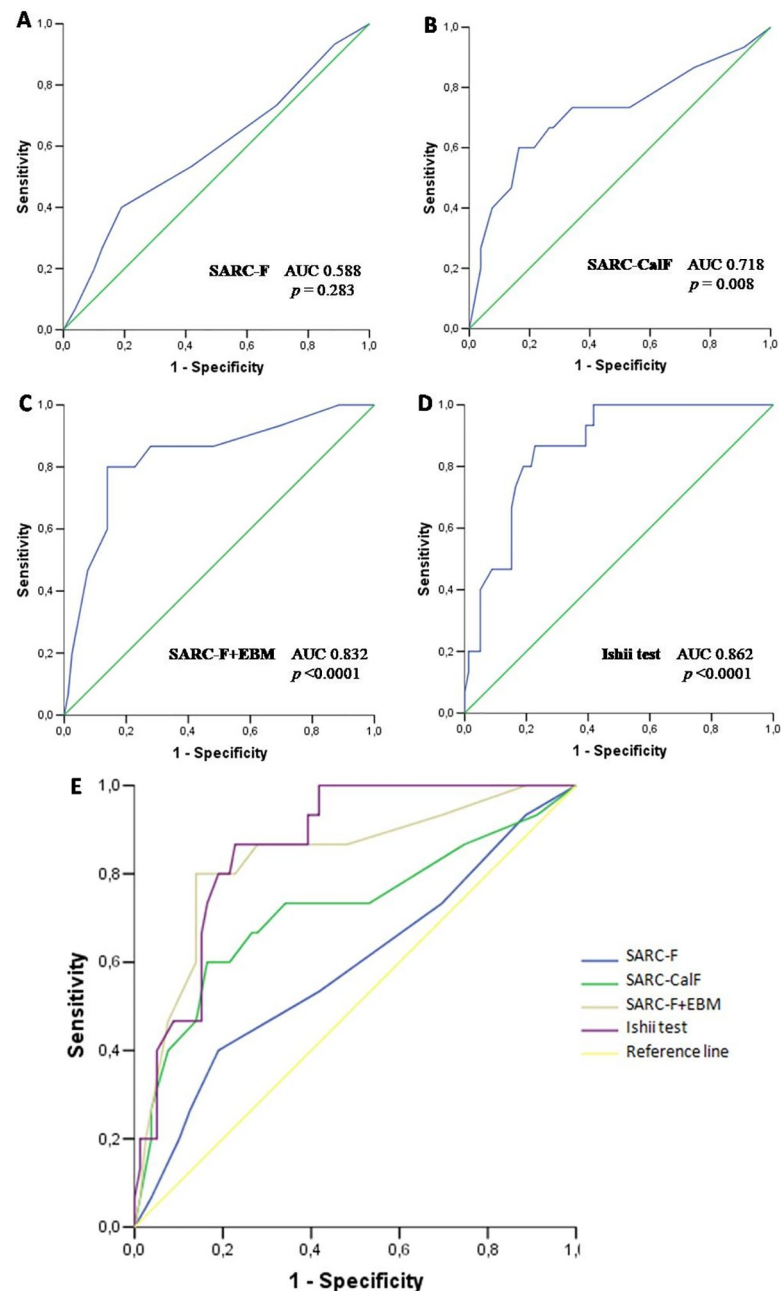 A
1,0
0,8
0,6
0,4
0,2
0,0
Sensitivity
SARC-F AUC 0.588
p = 0.283
0,0 0,2 0,4 0,6 0,8 1,0
1 - Specificity
B
1,0
0,8
0,6
0,4
0,2
0,0
Sensitivity
SARC-CalF AUC 0.718
p = 0.008
0,0 0,2 0,4 0,6 0,8 1,0
1 - Specificity
C
1,0
0,8
0,6
0,4
0,2
0,0
Sensitivity
SARC-F+EBM AUC 0.832
p <0.0001
0,0 0,2 0,4 0,6 0,8 1,0
1 - Specificity
D
1,0
0,8
0,6
0,4
0,2
0,0
Sensitivity
Ishii test AUC 0.862
p <0.0001
0,0 0,2 0,4 0,6 0,8 1,0
1 - Specificity
E
1,0
0,8
0,6
0,4
0,2
0,0
Sensitivity
0,0 0,2 0,4 0,6 0,8 1,0
1 - Specificity
SARC-F
SARC-CalF
SARC-F+EBM
Ishii test
Reference line